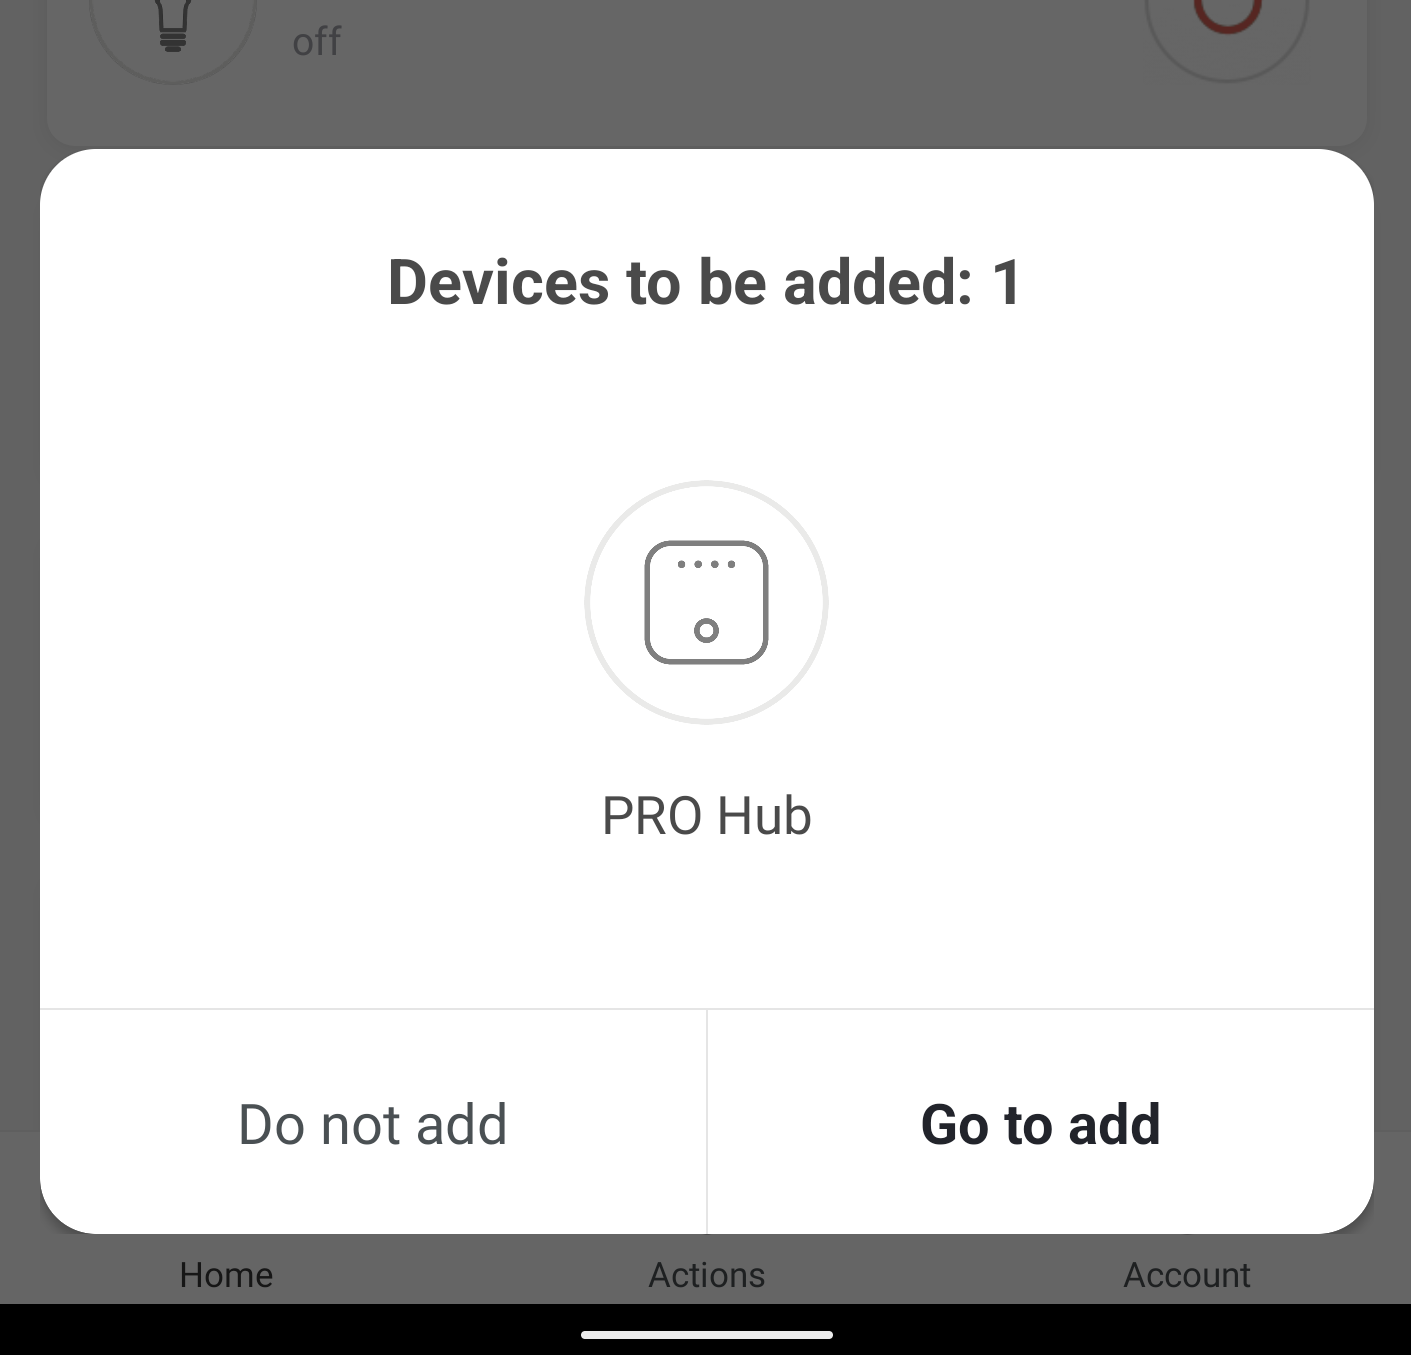 off
Devices to be added: 1
PRO Hub
Do not add
Go to add
Home
Actions
Account